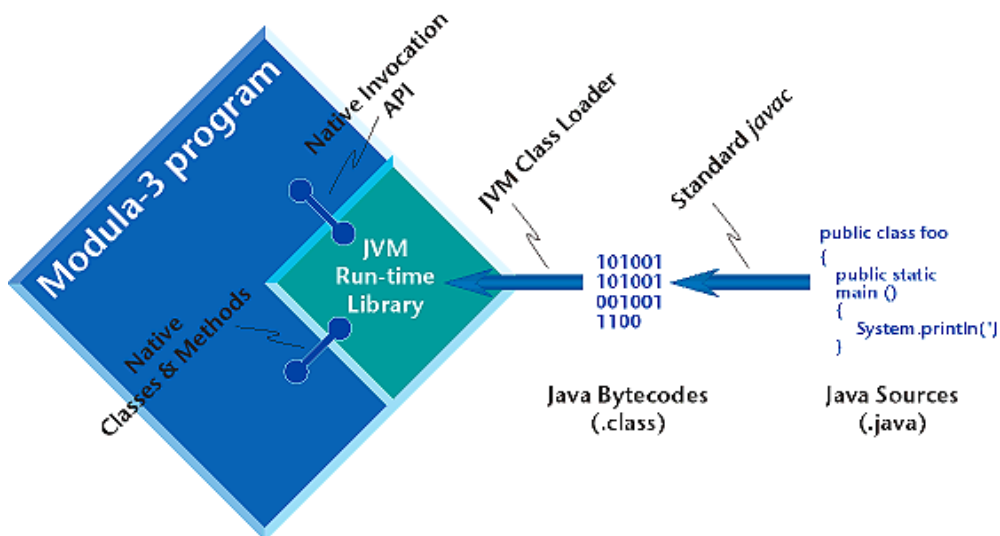 Modula-3 program
Native Invocation
API
JVM Class Loader
Standard javac
JVM
Run-time
Library
Native
Classes & Methods
101001
101001
001001
1100
public class foo
{
public static
main ()
{
System.println("J
}
Java Bytecodes
(.class)
Java Sources
(.java)